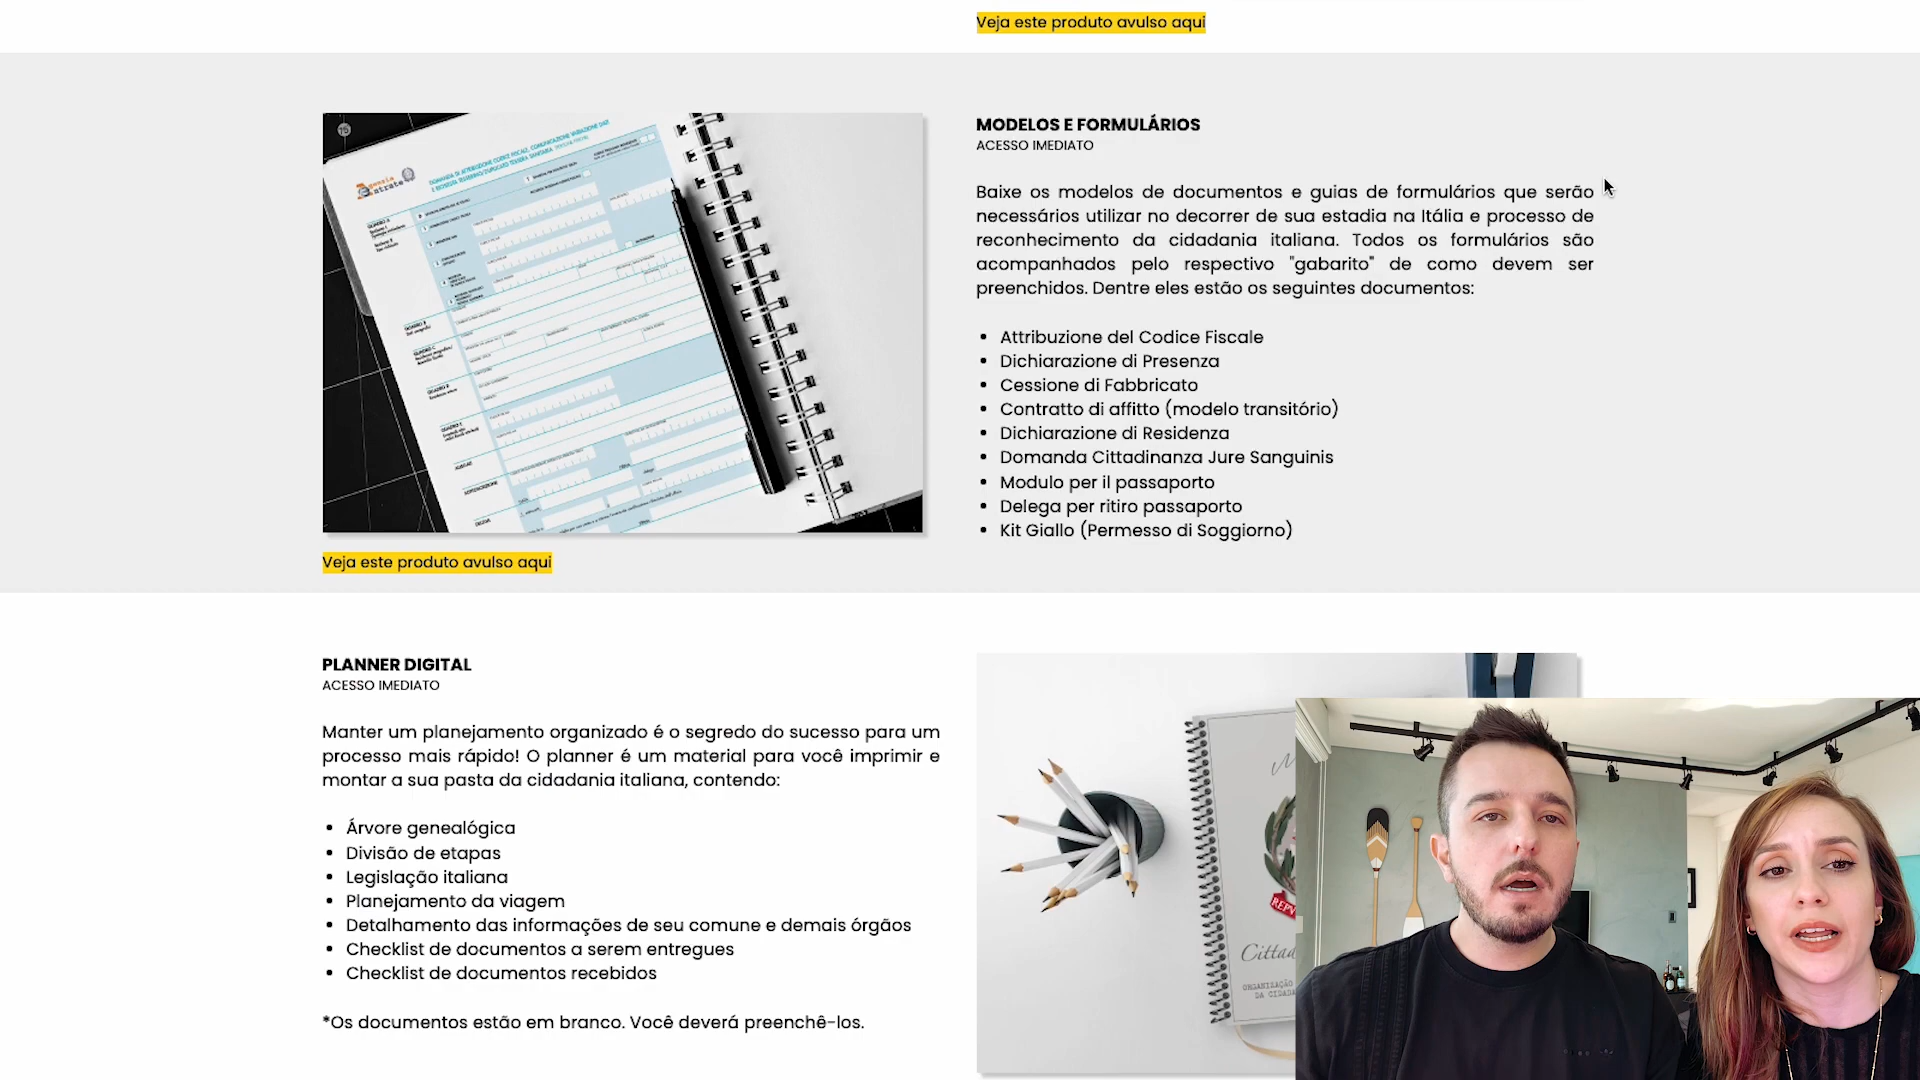 Veja este produto avulso aqui
MODELOS E FORMULÁRIOS
ACESSO IMEDIATO
Baixe os modelos de documentos e guias de formulários que serão
necessários utilizar no decorrer de sua estadia na Itália e processo de
reconhecimento da cidadania italiana. Todos os formulários são
acompanhados pelo respectivo "gabarito" de como devem ser
preenchidos. Dentre eles estão os seguintes documentos:
• Attribuzione del Codice Fiscale
• Dichiarazione di Presenza
• Cessione di Fabbricato
• Contratto di affitto (modelo transitório)
• Dichiarazione di Residenza
• Domanda Cittadinanza Jure Sanguinis
• Modulo per il passaporto
• Delega per ritiro passaporto
• Kit Giallo (Permesso di Soggiorno)
Veja este produto avulso aqui
PLANNER DIGITAL
ACESSO IMEDIATO
Manter um planejamento organizado é o segredo do sucesso para um
processo mais rápido! O planner é um material para você imprimir e
montar a sua pasta da cidadania italiana, contendo:
• Árvore genealógica
• Divisão de etapas
• Legislação italiana
• Planejamento da viagem
• Detalhamento das informações de seu comune e demais órgãos
• Checklist de documentos a serem entregues
• Checklist de documentos recebidos
*Os documentos estão em branco. Você deverá preenchê-los.